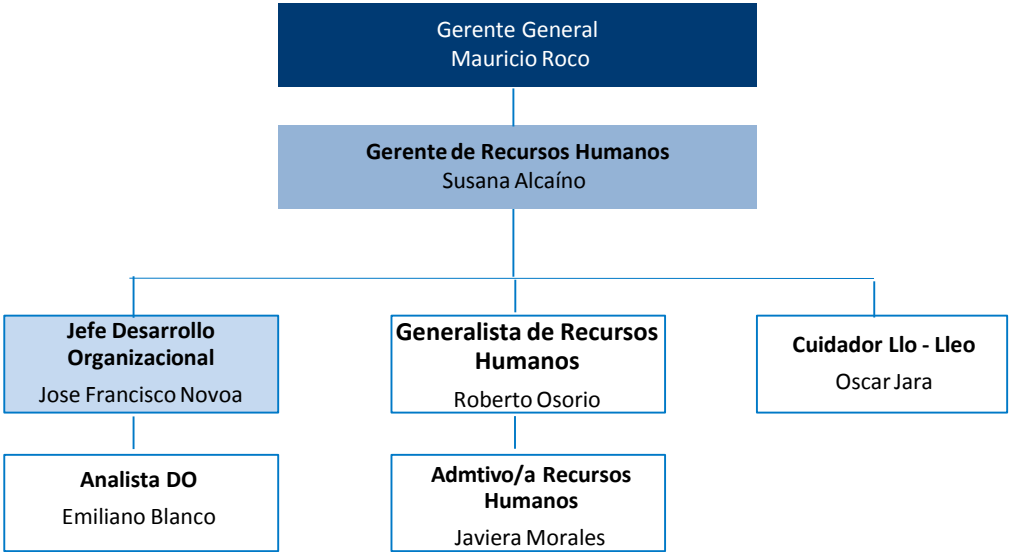 Gerente General
Mauricio Roco
Gerente de Recursos Humanos
Susana Alcaíno
Jefe Desarrollo
Organizacional
Jose Francisco Novoa
Generalista de Recursos
Humanos
Roberto Osorio
Cuidador Llo - Lleo
Oscar Jara
Analista DO
Emiliano Blanco
Admtivo/a Recursos
Humanos
Javiera Morales